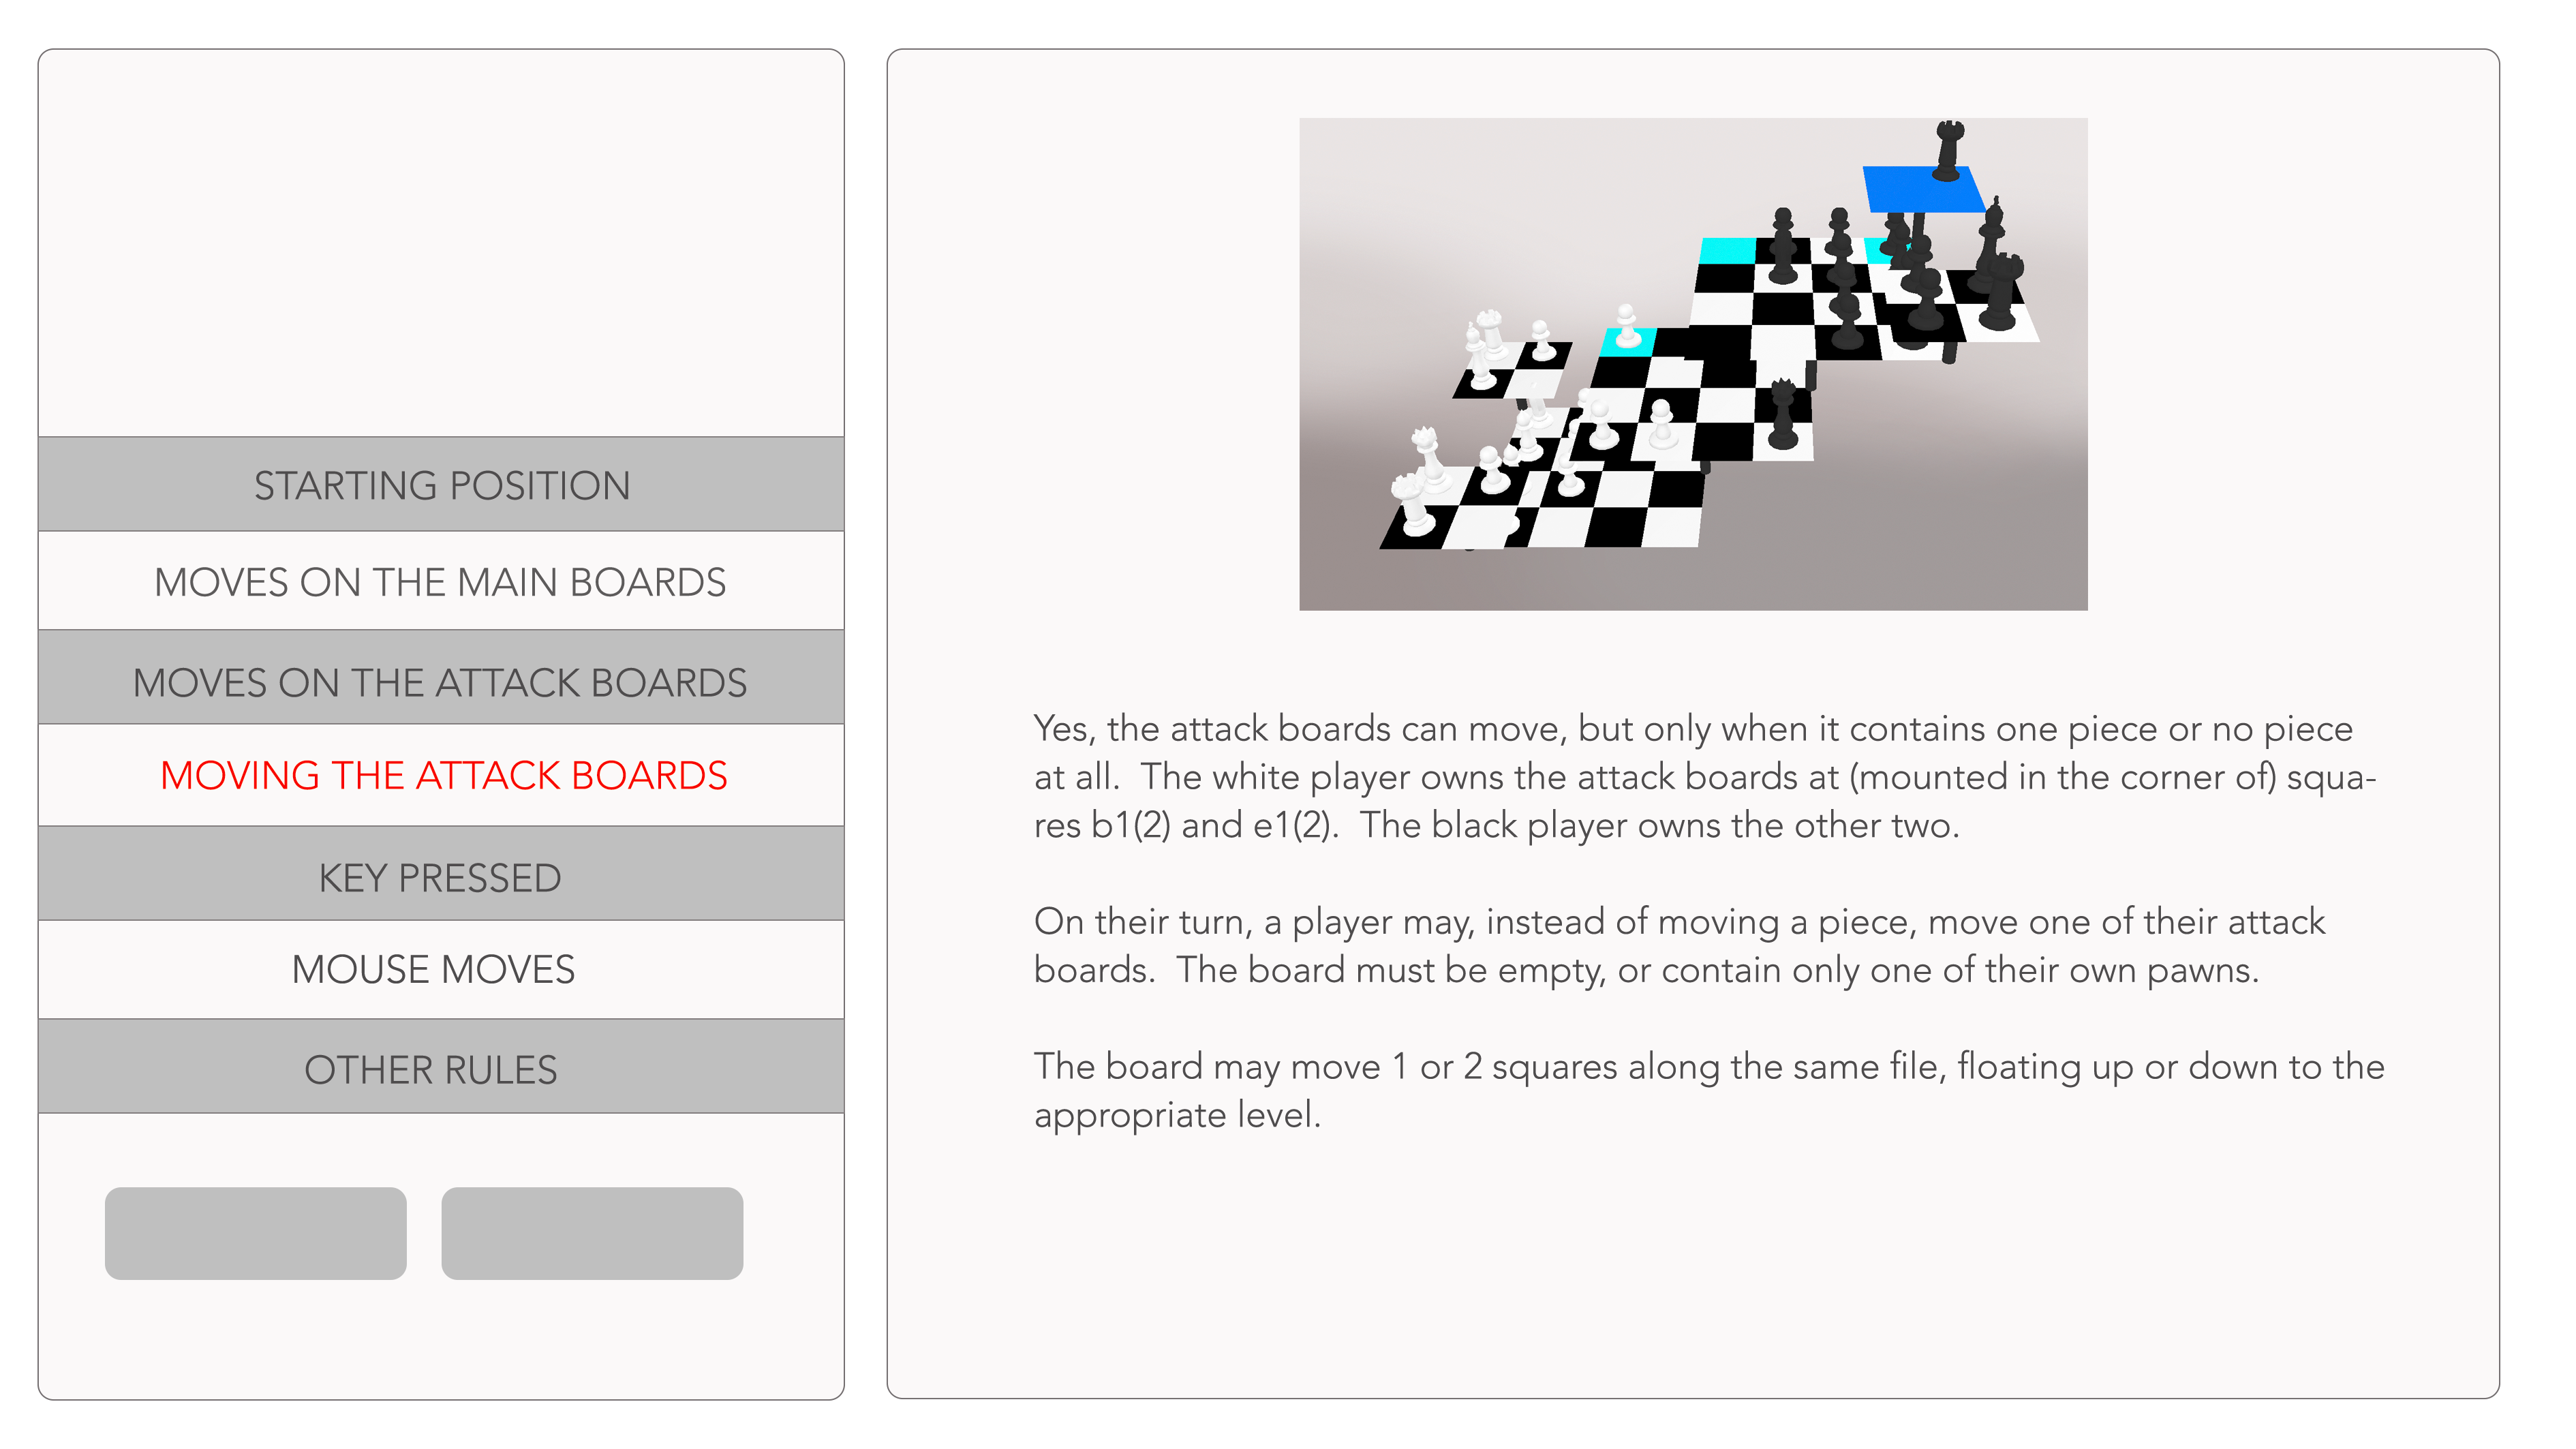 STARTING POSITION
MOVES ON THE MAIN BOARDS
MOVES ON THE ATTACK BOARDS
MOVING THE ATTACK BOARDS
KEY PRESSED
MOUSE MOVES
OTHER RULES
Yes, the attack boards can move, but only when it contains one piece or no piece
at all.  The white player owns the attack boards at (mounted in the corner of) squa-
res b1(2) and e1(2).  The black player owns the other two.
On their turn, a player may, instead of moving a piece, move one of their attack
boards.  The board must be empty, or contain only one of their own pawns.
The board may move 1 or 2 squares along the same file, floating up or down to the
appropriate level.